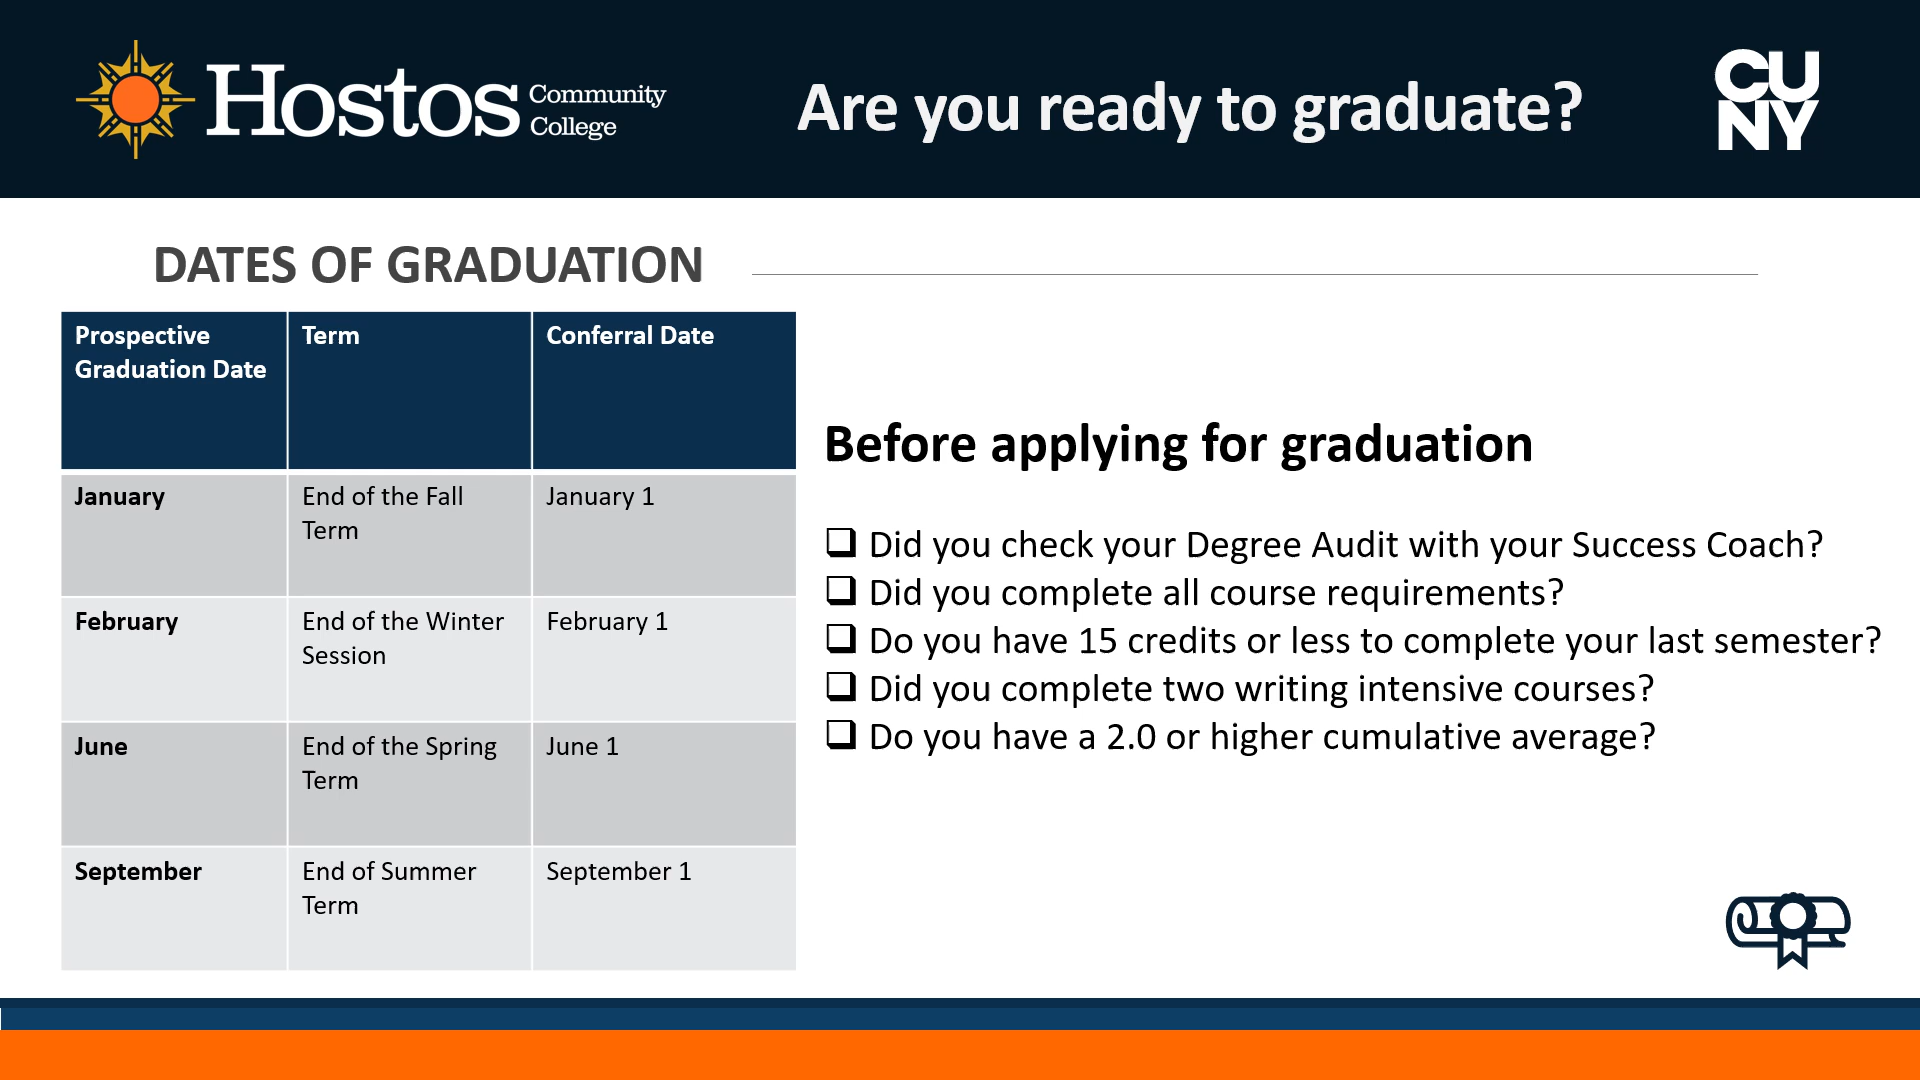 Hostos Community College
Are you ready to graduate?
CU
NY
DATES OF GRADUATION
Prospective Graduation Date
Term
Conferral Date
January
End of the Fall Term
January 1
February
End of the Winter Session
February 1
June
End of the Spring Term
June 1
September
End of Summer Term
September 1
Before applying for graduation
❑ Did you check your Degree Audit with your Success Coach?
❑ Did you complete all course requirements?
❑ Do you have 15 credits or less to complete your last semester?
❑ Did you complete two writing intensive courses?
❑ Do you have a 2.0 or higher cumulative average?